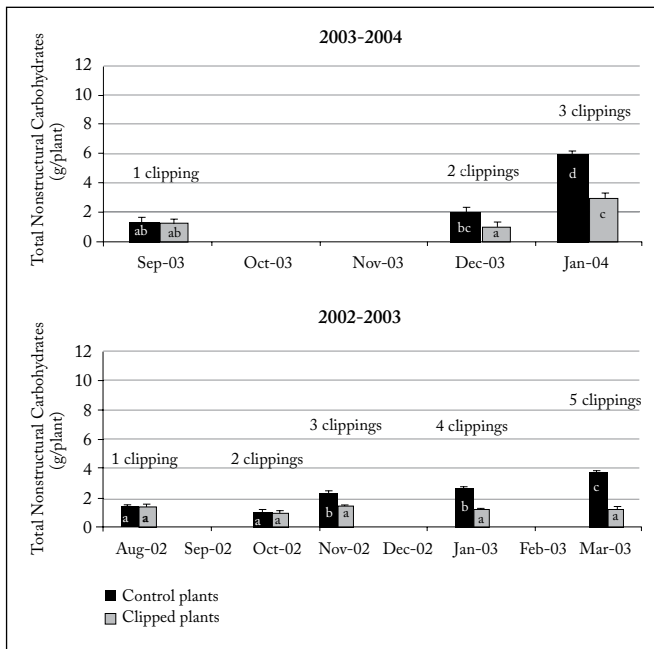 2003-2004
Total Nonstructural Carbohydrates
(g/plant)
12
10
8
6
4
2
0
1 clipping
2 clippings
3 clippings
ab
ab
bc
a
d
c
Sep-03
Oct-03
Nov-03
Dec-03
Jan-04
2002-2003
Total Nonstructural Carbohydrates
(g/plant)
12
10
8
6
4
2
0
1 clipping
2 clippings
3 clippings
4 clippings
5 clippings
a
a
a
a
b
a
b
a
c
a
Aug-02
Sep-02
Oct-02
Nov-02
Dec-02
Jan-03
Feb-03
Mar-03
Control plants
Clipped plants